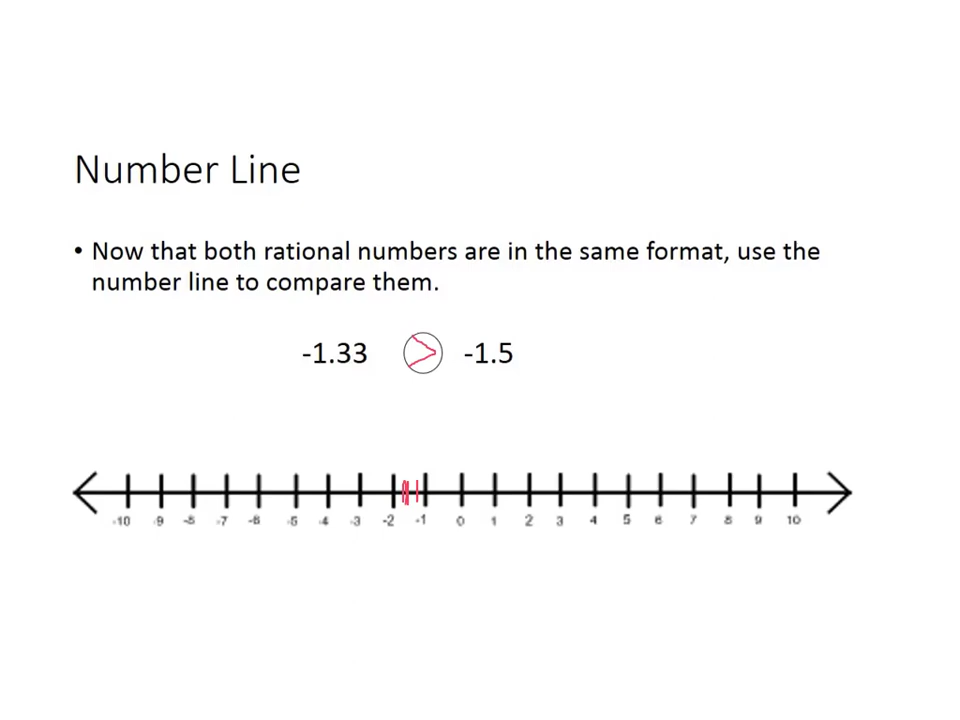 Number Line
• Now that both rational numbers are in the same format, use the
number line to compare them.
-1.33 > -1.5
-10 -9 -8 -7 -6 -5 -4 -3 -2 -1 0 1 2 3 4 5 6 7 8 9 10